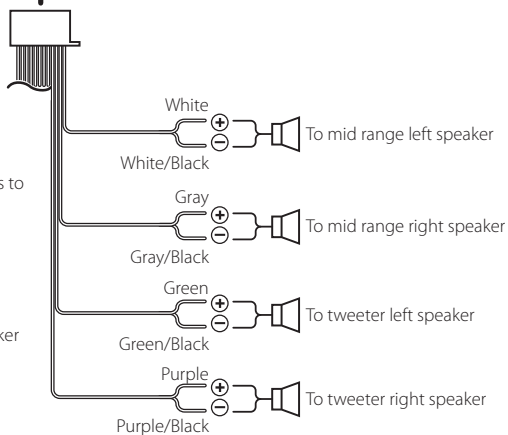 White
+
To mid range left speaker
−
White/Black
s to
Gray
+
To mid range right speaker
−
Gray/Black
Green
+
To tweeter left speaker
−
Green/Black
ker
Purple
+
To tweeter right speaker
−
Purple/Black